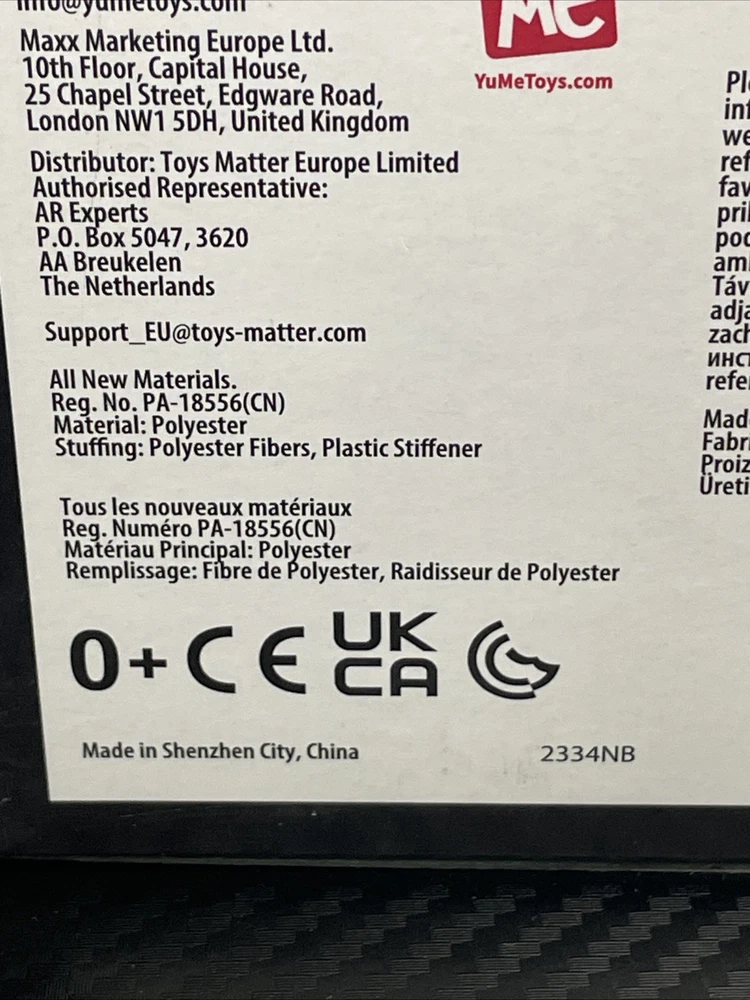 info@yumetoys.com
Maxx Marketing Europe Ltd.
10th Floor, Capital House,
25 Chapel Street, Edgware Road,
London NW1 5DH, United Kingdom
Distributor: Toys Matter Europe Limited
Authorised Representative:
AR Experts
P.O. Box 5047, 3620
AA Breukelen
The Netherlands
Support_EU@toys-matter.com
All New Materials.
Reg. No. PA-18556(CN)
Material: Polyester
Stuffing: Polyester Fibers, Plastic Stiffener
Tous les nouveaux matériaux
Reg. Numéro PA-18556(CN)
Matériau Principal: Polyester
Remplissage: Fibre de Polyester, Raidisseur de Polyester
0+ CE UK
CA
Made in Shenzhen City, China
2334NB
Me
YuMeToys.com